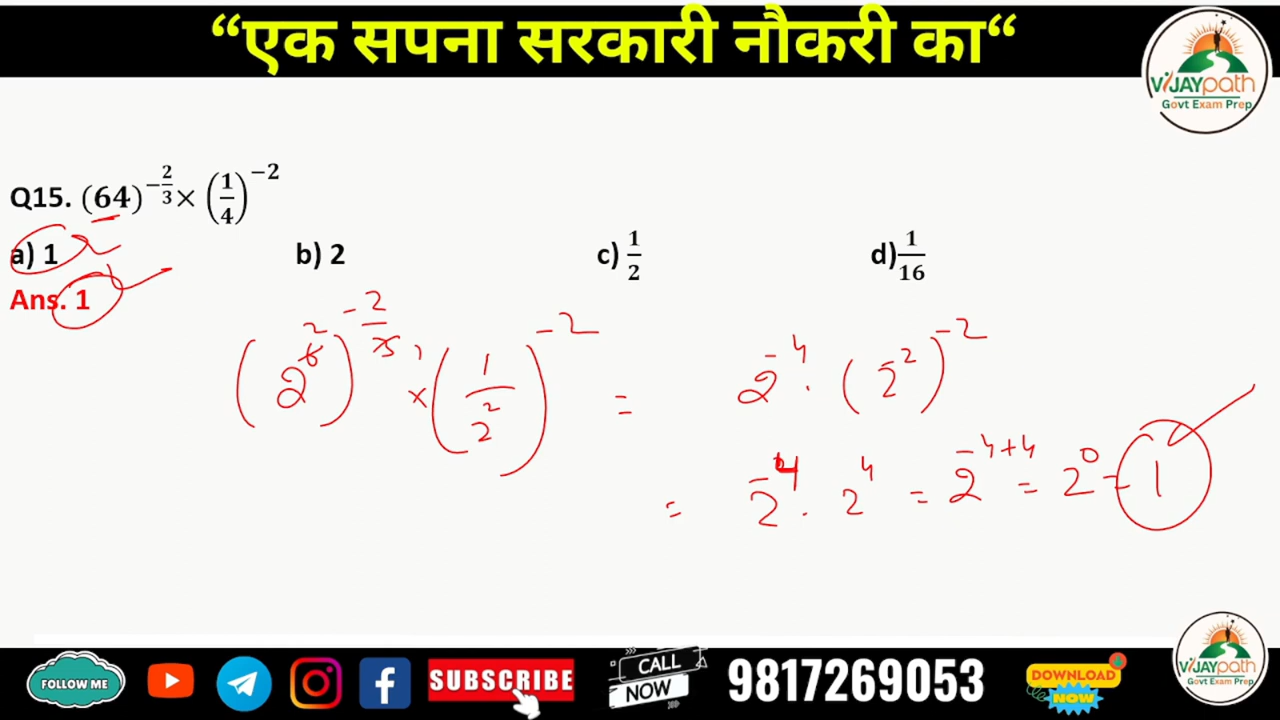 “एक सपना सरकारी नौकरी का“
VIJAYpath
Govt Exam Prep
Q15. (64)^{-2/3} × (1/4)^{-2}
a) 1 b) 2 c) 1/2 d) 1/16
Ans. 1
(2^{6})^{-2/3} × (1/2^{2})^{-2} = 2^{-4} · (2^{2})^{-2}
= 2^{-4} · 2^{4} = 2^{-4+4} = 2^{0} = 1
VIJAYpath
Govt Exam Prep
FOLLOW ME SUBSCRIBE CALL NOW 9817269053 DOWNLOAD NOW